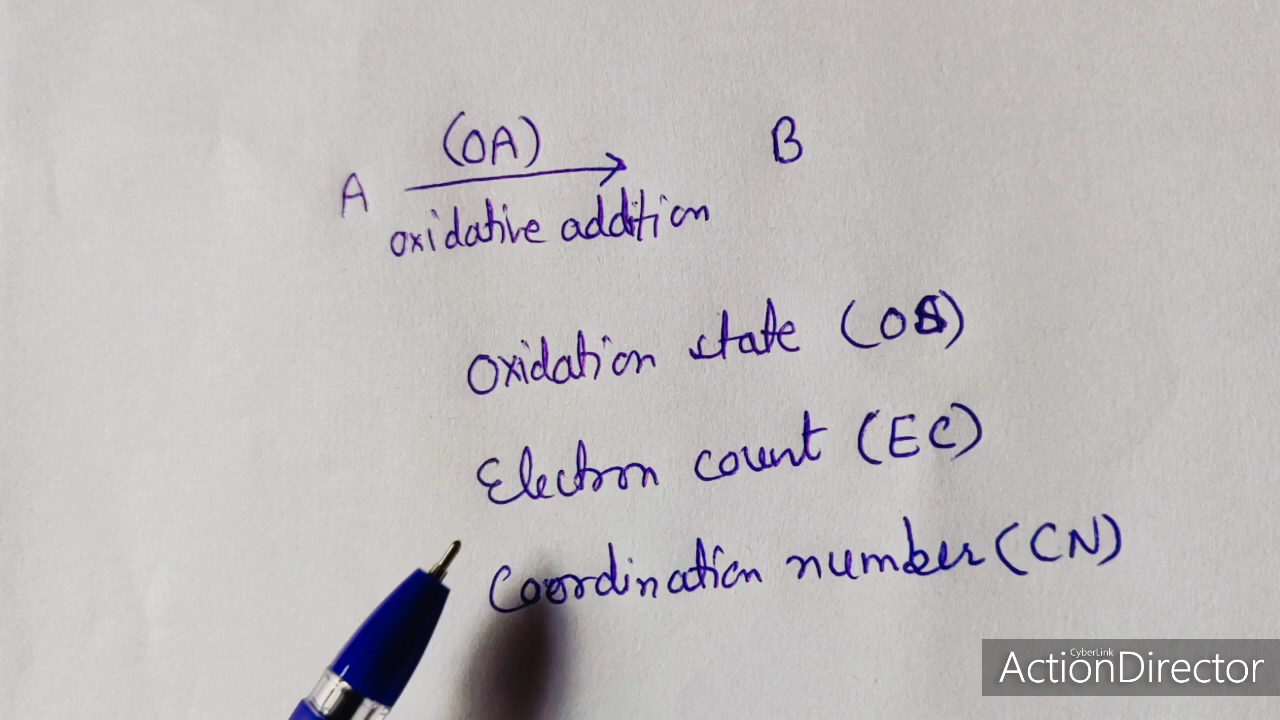 (OA)
A B
oxidative addition
Oxidation state (OS)
Electron count (EC)
Coordination number (CN)
CyberLink
ActionDirector